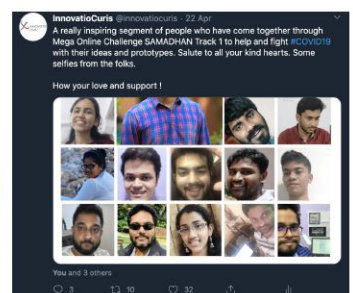 InnovatioCuris @innovatiocuris · 22 Apr
A really inspiring segment of people who have come together through
Mega Online Challenge SAMADHAN Track 1 to help and fight #COVID19
with their ideas and prototypes. Salute to all your kind hearts. Some
selfies from the folks.
How your love and support !
You and 3 others
3 10 32